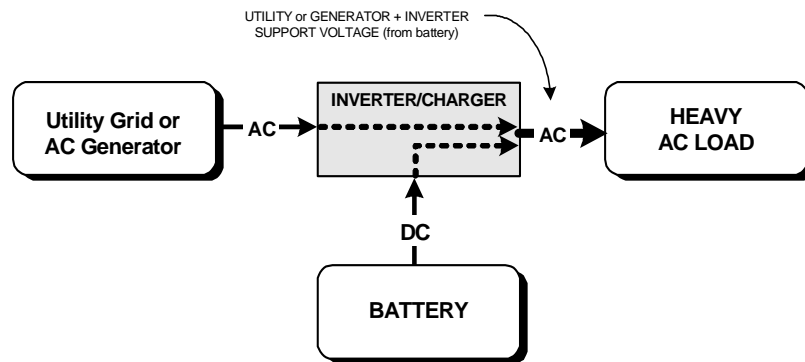 UTILITY or GENERATOR + INVERTER
SUPPORT VOLTAGE (from battery)
INVERTER/CHARGER
Utility Grid or
AC Generator
AC
AC
HEAVY
AC LOAD
DC
BATTERY